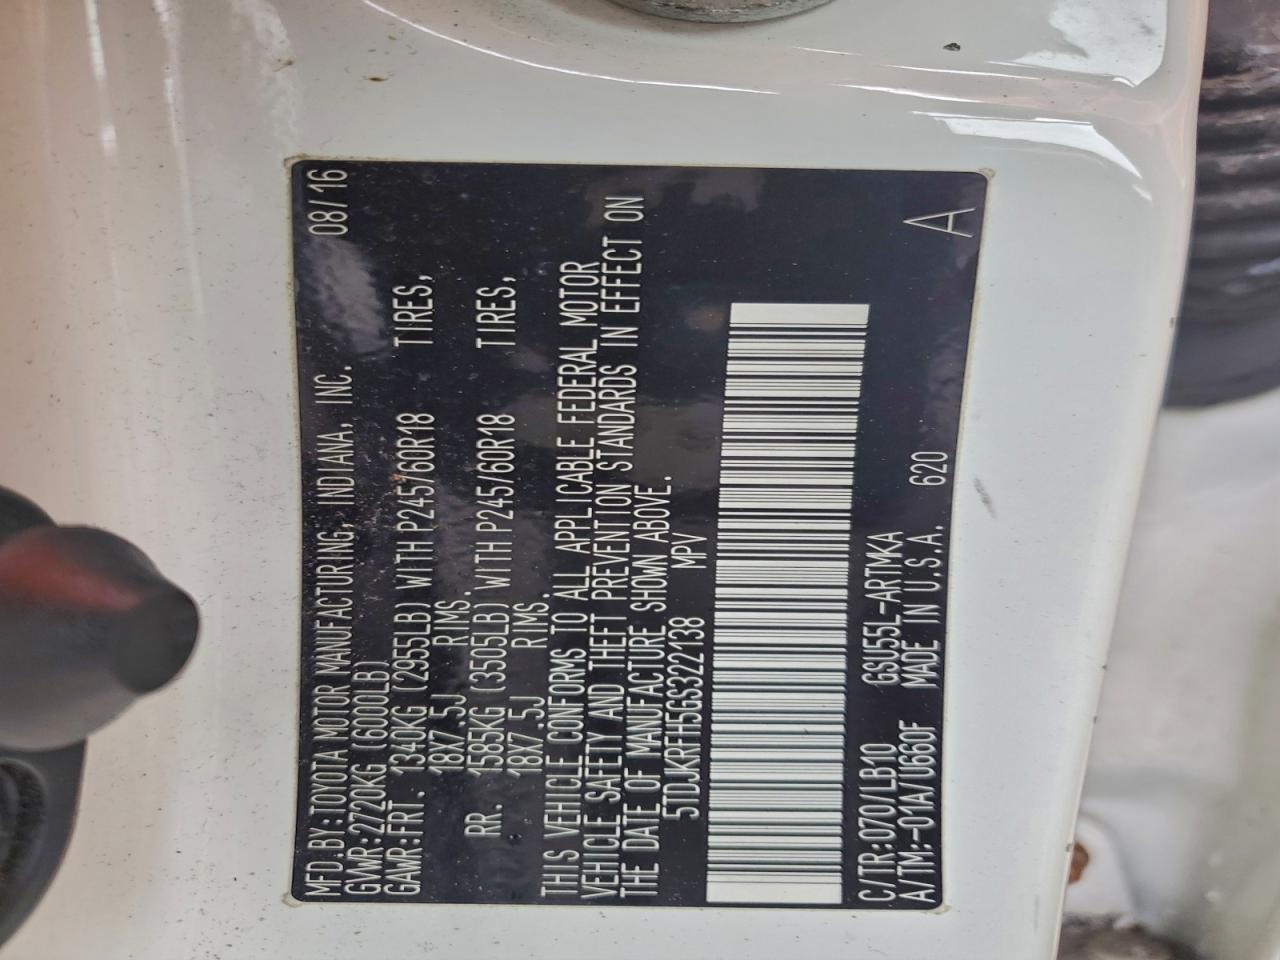 MFD.BY:TOYOTA MOTOR MANUFACTURING, INDIANA, INC. 08/16
GVWR:2720KG (6000LB)
GAWR:FRT. 1340KG (2955LB) WITH P245/60R18 TIRES,
18X7.5J RIMS.
RR. 1585KG (3505LB) WITH P245/60R18 TIRES,
18X7.5J RIMS.
THIS VEHICLE CONFORMS TO ALL APPLICABLE FEDERAL MOTOR
VEHICLE SAFETY AND THEFT PREVENTION STANDARDS IN EFFECT ON
THE DATE OF MANUFACTURE SHOWN ABOVE.
5TDJKRFH5GS322138 MPV
C/TR:070/LB10 GSU55L-ARTMKA
A/TM:-01A/U660F MADE IN U.S.A. 620 A